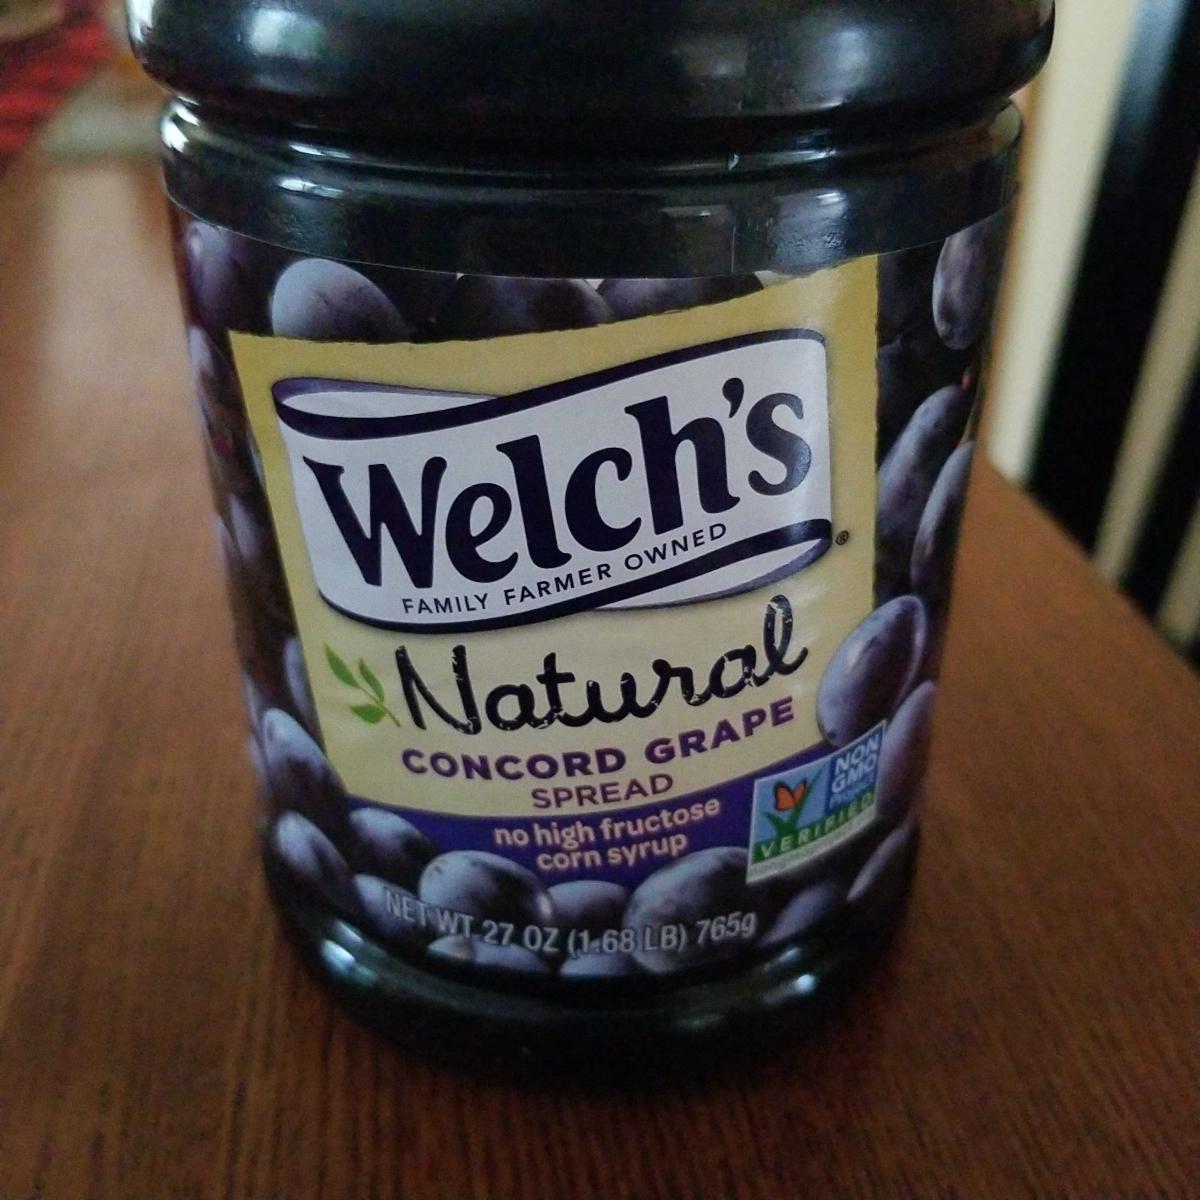 Welch's
FAMILY FARMER OWNED
®
Natural
CONCORD GRAPE
SPREAD
no high fructose
corn syrup
NON
GMO
Project
VERIFIED
NET WT 27 OZ (1.68 LB) 765g